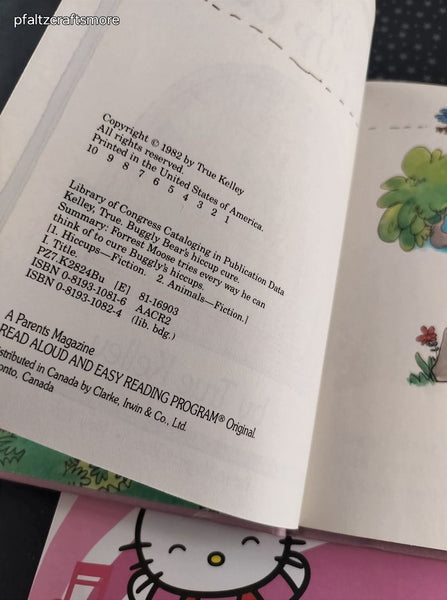 pfaltzcraftsmore
Copyright © 1982 by True Kelley
All rights reserved.
Printed in the United States of America.
10 9 8 7 6 5 4 3 2 1
Library of Congress Cataloging in Publication Data
Kelley, True. Buggly Bear's hiccup cure.
Summary: Forrest Moose tries every way he can
think of to cure Buggly's hiccups.
[1. Hiccups—Fiction. 2. Animals—Fiction.]
I. Title.
PZ7.K2824Bu [E] 81-16903
ISBN 0-8193-1081-6 AACR2
ISBN 0-8193-1082-4 (lib. bdg.)
A Parents Magazine
READ ALOUD AND EASY READING PROGRAM® Original.
Distributed in Canada by Clarke, Irwin & Co., Ltd.
Canada